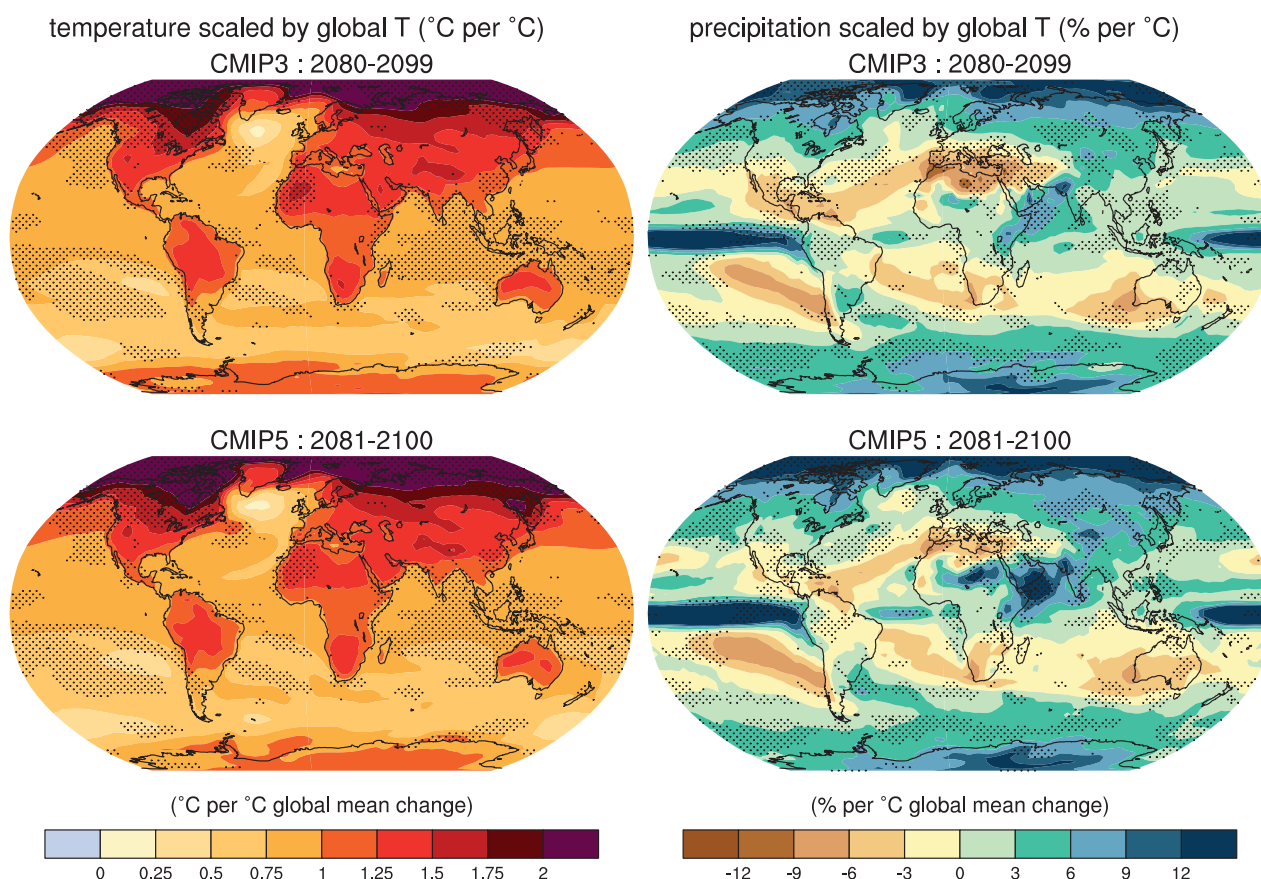 temperature scaled by global T (°C per °C)
CMIP3 : 2080-2099
precipitation scaled by global T (% per °C)
CMIP3 : 2080-2099
CMIP5 : 2081-2100
CMIP5 : 2081-2100
(°C per °C global mean change)
0 0.25 0.5 0.75 1 1.25 1.5 1.75 2
(% per °C global mean change)
-12 -9 -6 -3 0 3 6 9 12